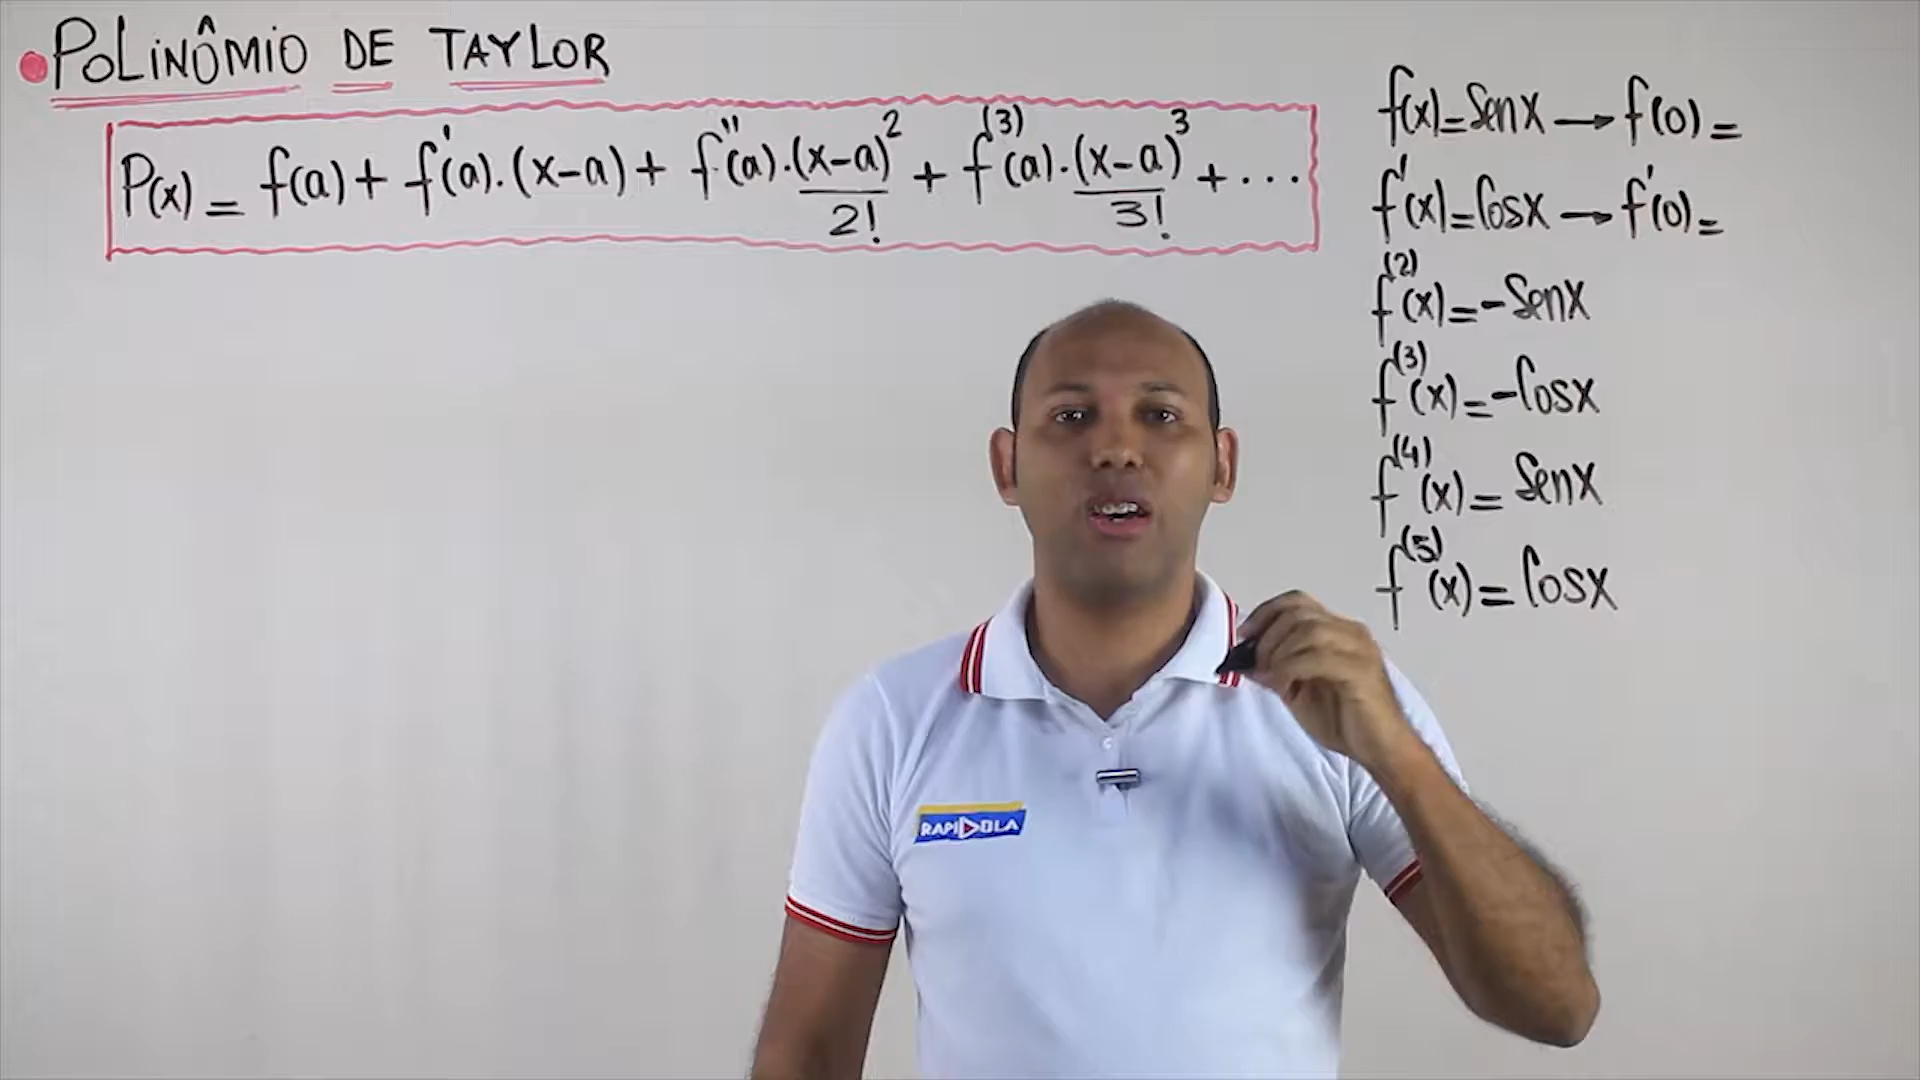 POLINÔMIO DE TAYLOR
P(x) = f(a) + f'(a).(x-a) + f''(a).(x-a)²/2! + f⁽³⁾(a).(x-a)³/3! + ...
f(x)=Senx → f(0)=
f'(x)=Cosx → f'(0)=
f⁽²⁾(x)=-Senx
f⁽³⁾(x)=-Cosx
f⁽⁴⁾(x)=Senx
f⁽⁵⁾(x)=Cosx
RAPIDOLA